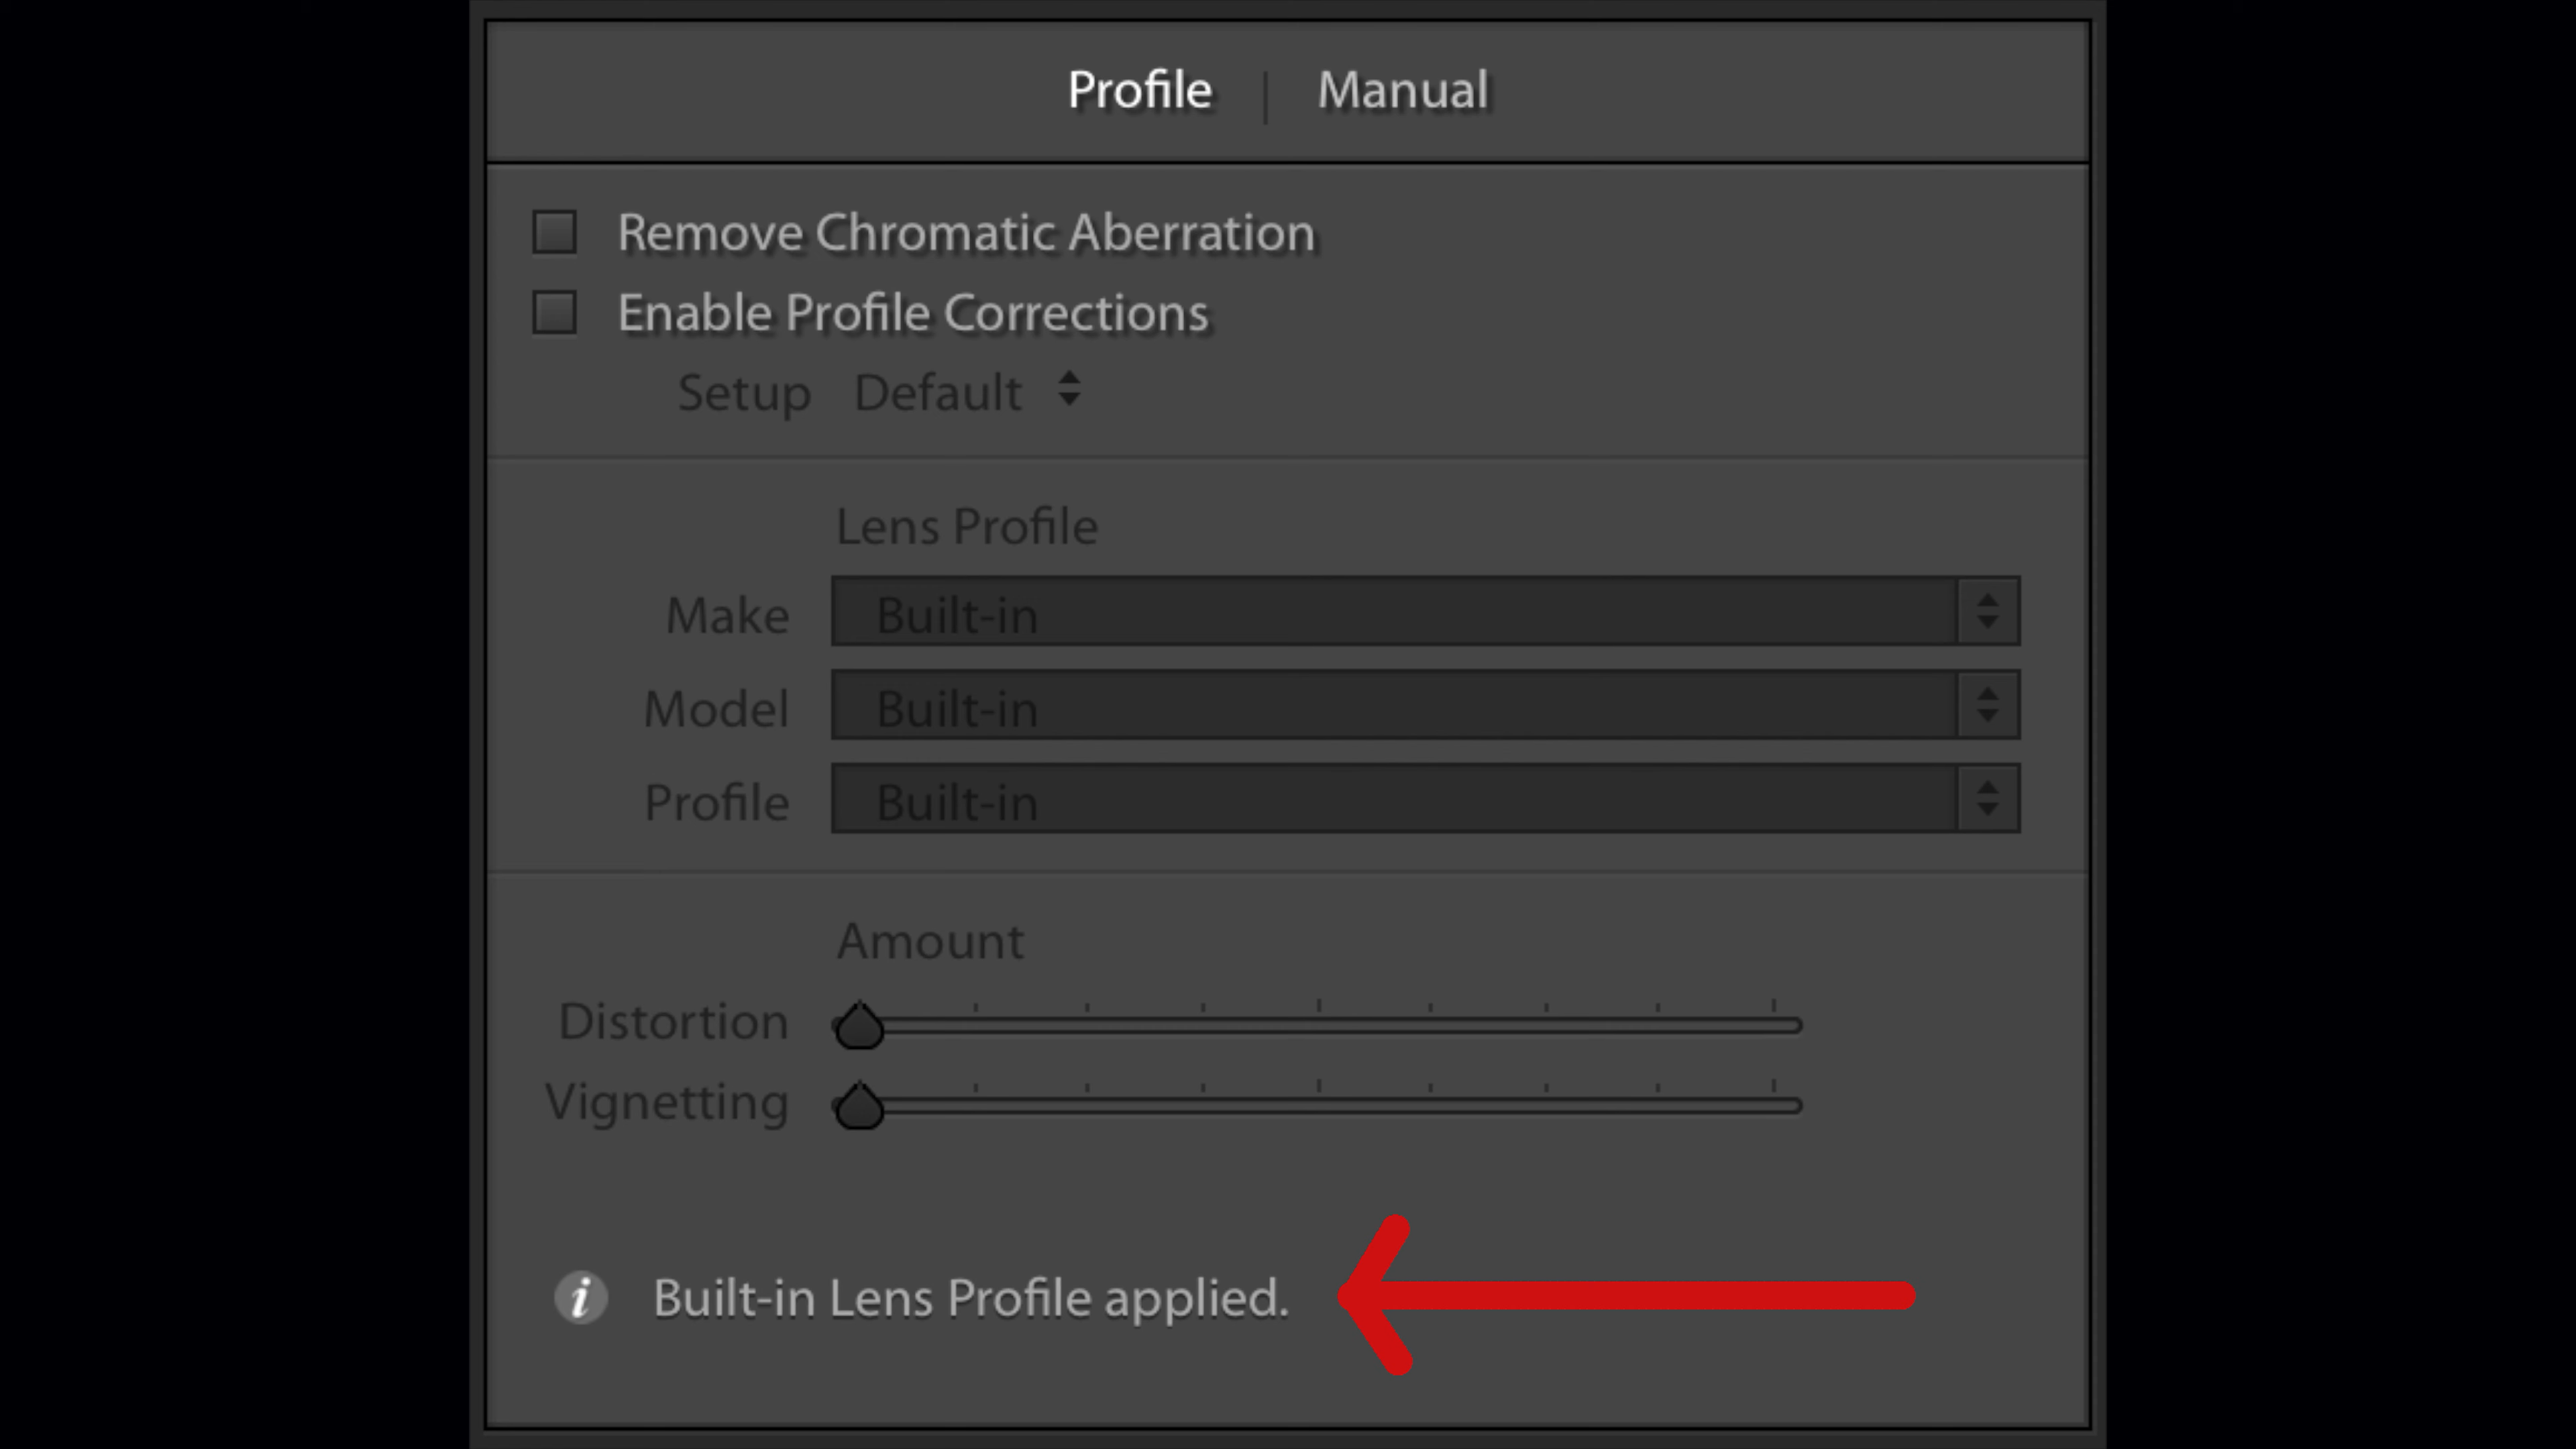 Profile | Manual
Remove Chromatic Aberration
Enable Profile Corrections
Setup Default
Lens Profile
Make Built-in
Model Built-in
Profile Built-in
Amount
Distortion
Vignetting
i Built-in Lens Profile applied.